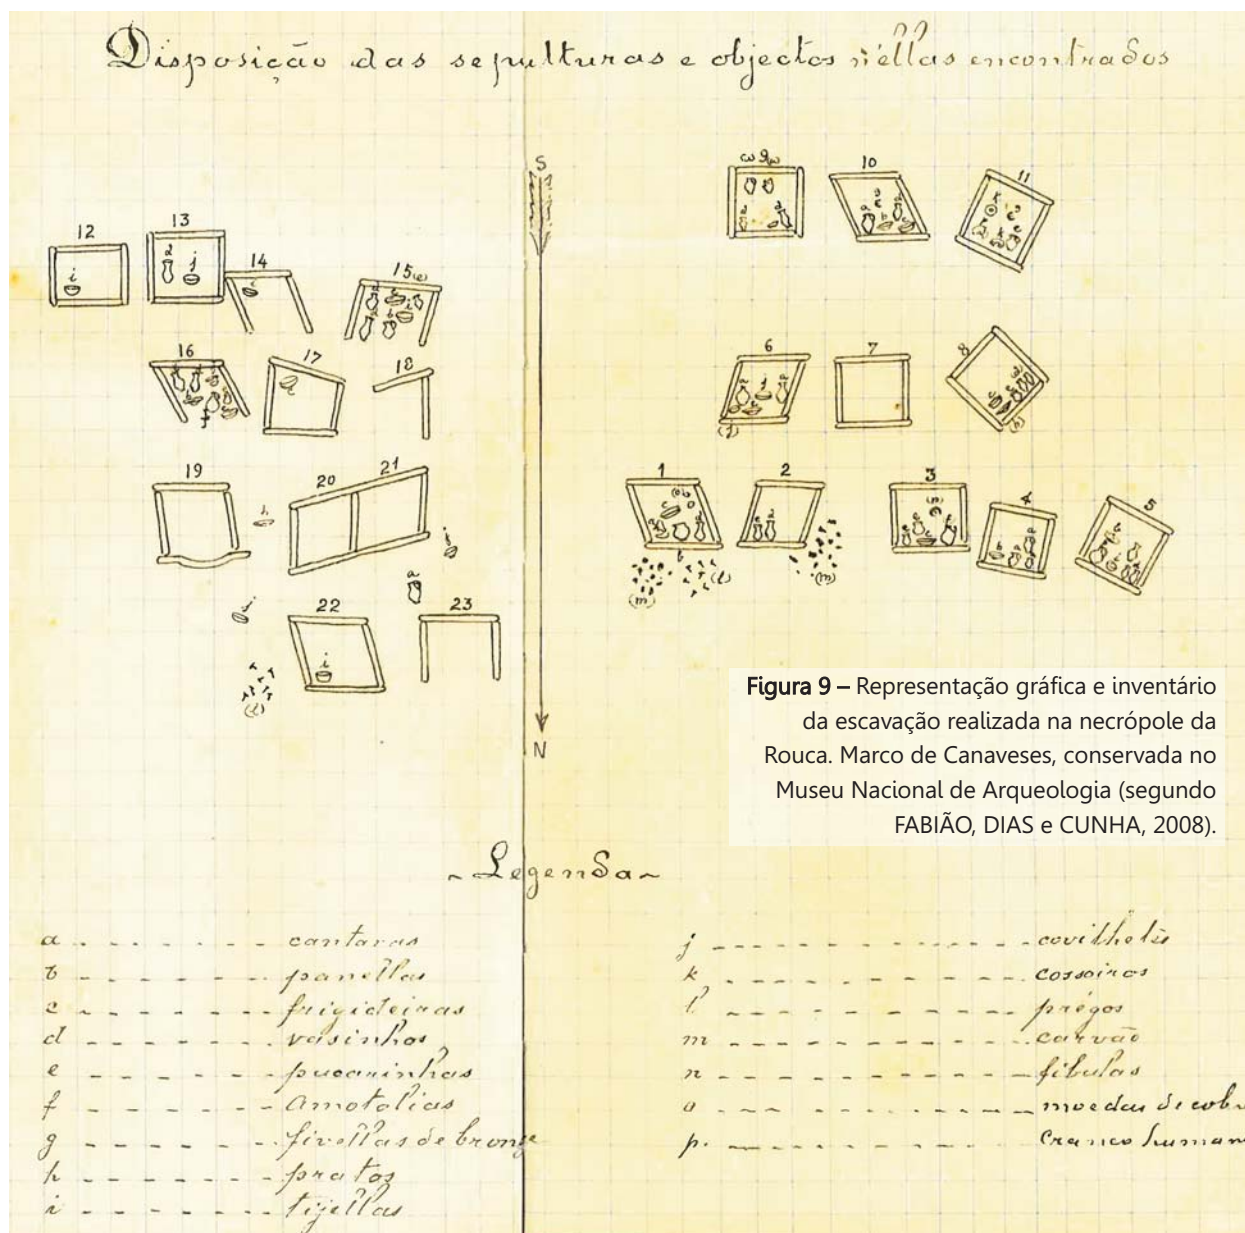 Disposição das sepulturas e objectos n'éllas encontrados
S
9
10
11
12
13
14
15(e)
16
17
18
6
7
8
19
20
21
1
2
3
4
5
(l)
(m)
(l)
(m)
a
22
23
i
(l)
N
Figura 9 – Representação gráfica e inventário
da escavação realizada na necrópole da
Rouca. Marco de Canaveses, conservada no
Museu Nacional de Arqueologia (segundo
FABIÃO, DIAS e CUNHA, 2008).
~ Legenda ~
a - - - - - - - cantaras
b - - - - - - - panellas
c - - - - - - - frigideiras
d - - - - - - - vasinhos
e - - - - - - - pucarinhas
f - - - - - - - Amotolias
g - - - - - - - fivellas de bronze
h - - - - - - - pratos
i - - - - - - - tijellas
j - - - - - - - covilhetes
k - - - - - - - cossoiros
l - - - - - - - prégos
m - - - - - - - carvão
n - - - - - - - fibulas
o - - - - - - - moedas de cob
p. - - - - - - - Craneo human